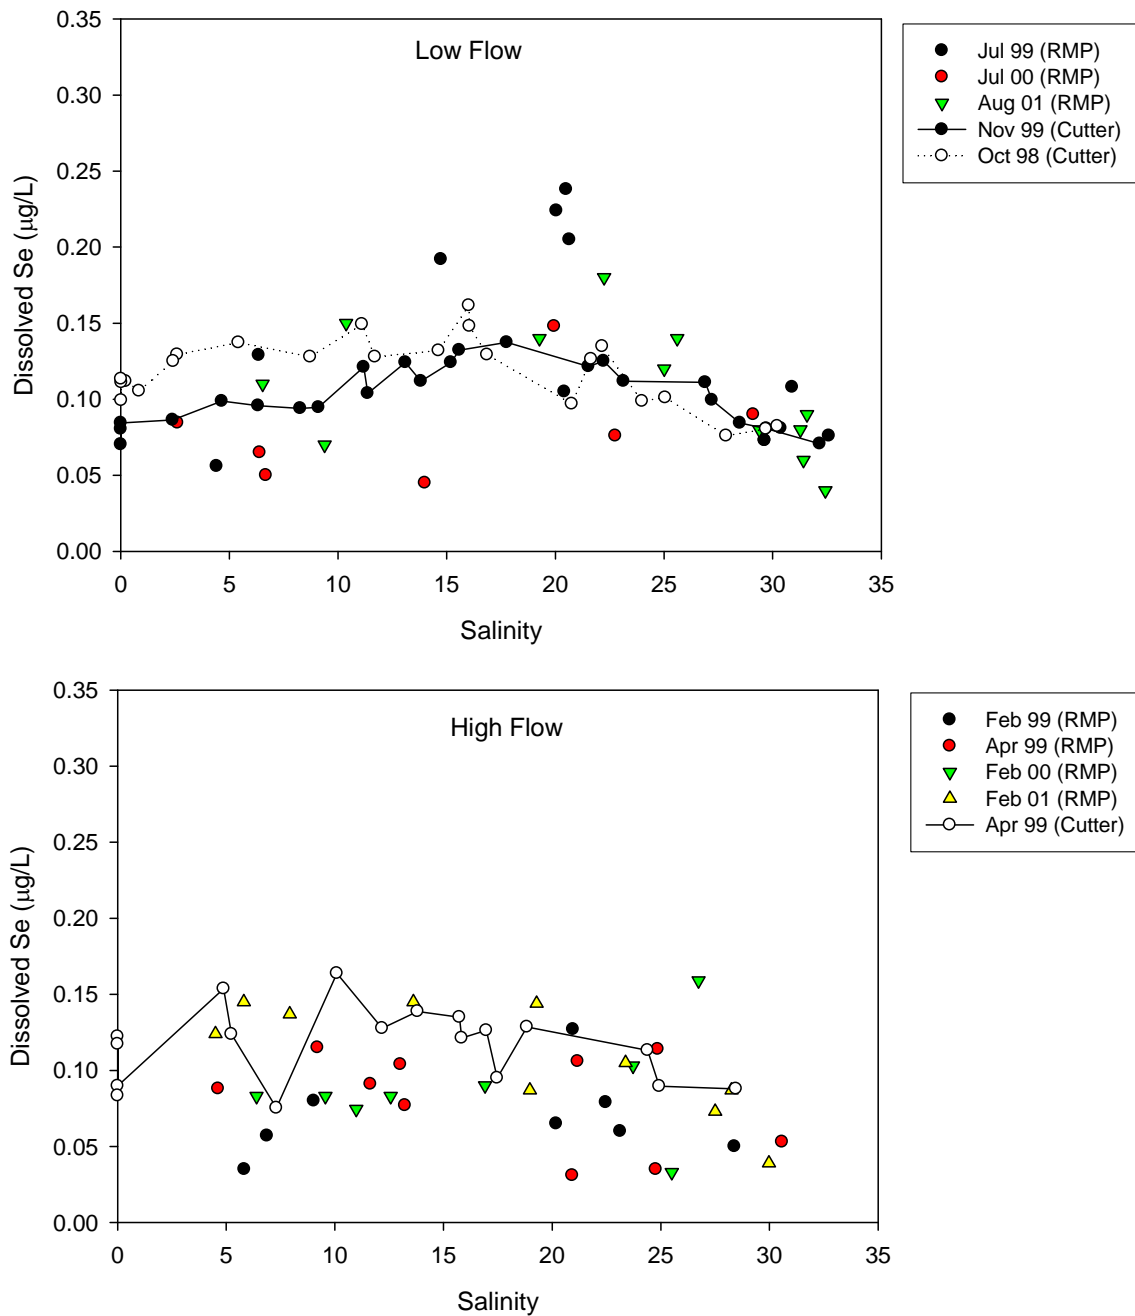 Low Flow
Dissolved Se (µg/L)
0.35
0.30
0.25
0.20
0.15
0.10
0.05
0.00
0 5 10 15 20 25 30 35
Salinity
Jul 99 (RMP)
Jul 00 (RMP)
Aug 01 (RMP)
Nov 99 (Cutter)
Oct 98 (Cutter)
High Flow
Dissolved Se (µg/L)
0.35
0.30
0.25
0.20
0.15
0.10
0.05
0.00
0 5 10 15 20 25 30 35
Salinity
Feb 99 (RMP)
Apr 99 (RMP)
Feb 00 (RMP)
Feb 01 (RMP)
Apr 99 (Cutter)